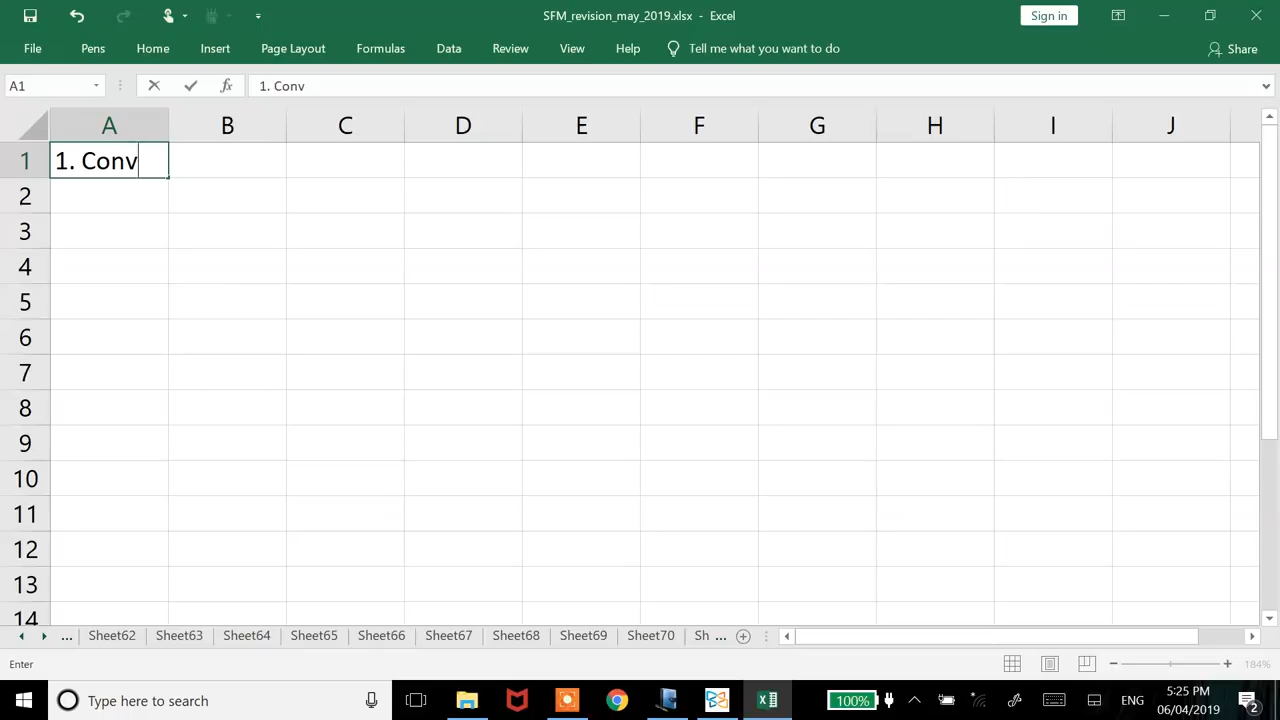 SFM_revision_may_2019.xlsx - Excel
Sign in
File Pens Home Insert Page Layout Formulas Data Review View Help Tell me what you want to do Share
A1 fx 1. Conv
A B C D E F G H I J
1 1. Conv
2
3
4
5
6
7
8
9
10
11
12
13
14
... Sheet62 Sheet63 Sheet64 Sheet65 Sheet66 Sheet67 Sheet68 Sheet69 Sheet70 Sh ...
Enter 184%
Type here to search 100% ENG 5:25 PM
06/04/2019 2